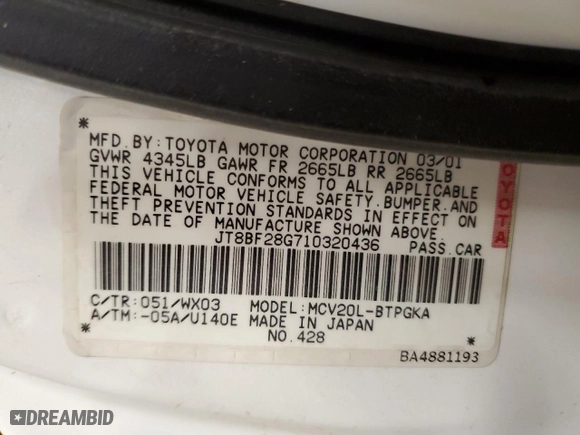 MFD. BY: TOYOTA MOTOR CORPORATION 03/01
GVWR 4345LB GAWR FR 2665LB RR 2665LB
THIS VEHICLE CONFORMS TO ALL APPLICABLE
FEDERAL MOTOR VEHICLE SAFETY, BUMPER, AND
THEFT PREVENTION STANDARDS IN EFFECT ON
THE DATE OF MANUFACTURE SHOWN ABOVE.
JT8BF28G710320436 PASS. CAR
C/TR: 051/WX03 MODEL: MCV20L-BTPGKA
A/TM: -05A/U140E MADE IN JAPAN
NO. 428
BA4881193
TOYOTA
DREAMBID